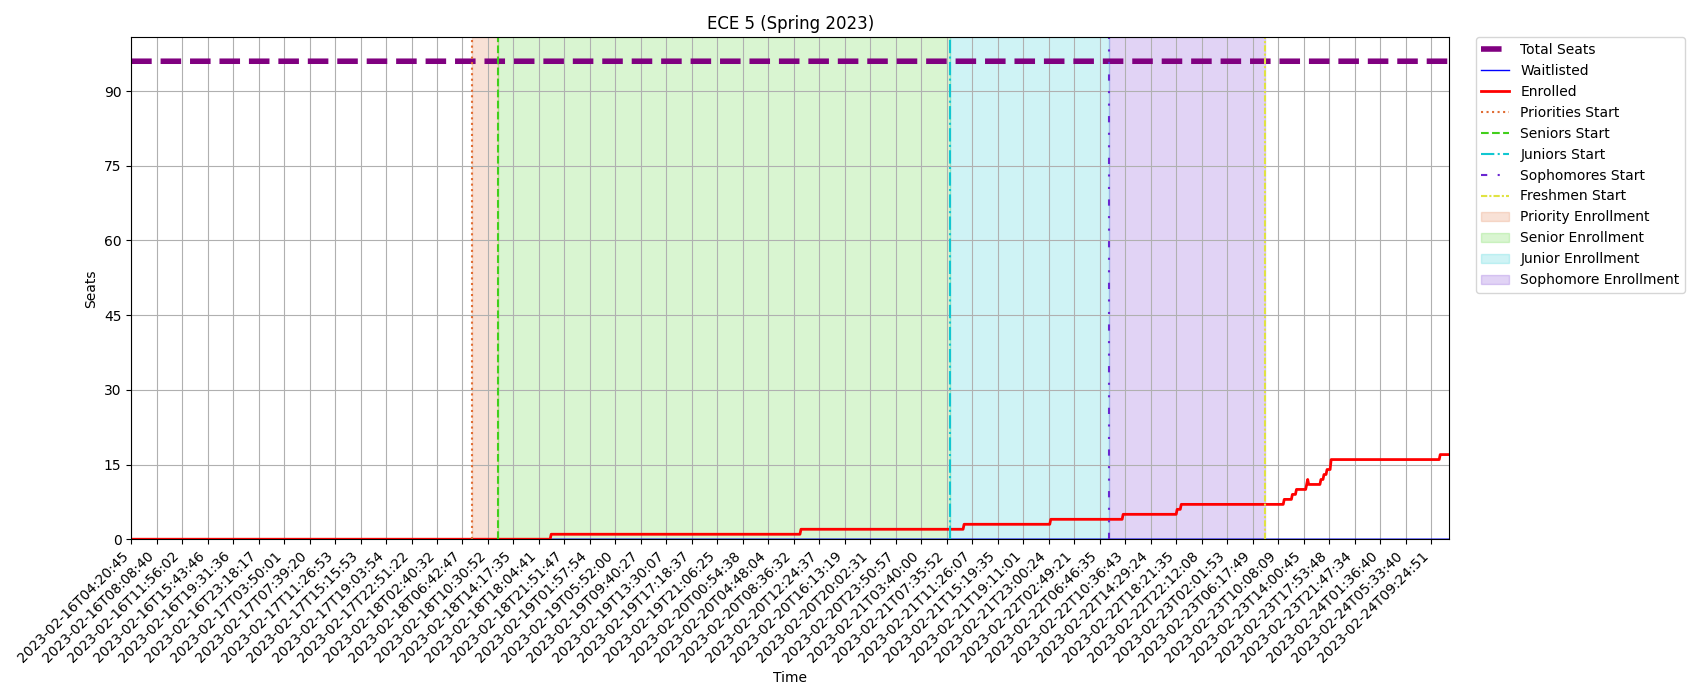 ECE 5 (Spring 2023)
Total Seats
Waitlisted
Enrolled
Priorities Start
Seniors Start
Juniors Start
Sophomores Start
Freshmen Start
Priority Enrollment
Senior Enrollment
Junior Enrollment
Sophomore Enrollment
Seats
90
75
60
45
30
15
0
2023-02-16T04:20:45
2023-02-16T08:08:40
2023-02-16T11:56:02
2023-02-16T15:43:46
2023-02-16T19:31:36
2023-02-16T23:18:17
2023-02-17T03:50:01
2023-02-17T07:39:20
2023-02-17T11:26:53
2023-02-17T15:15:53
2023-02-17T19:03:54
2023-02-17T22:51:22
2023-02-18T02:40:32
2023-02-18T06:42:47
2023-02-18T10:30:52
2023-02-18T14:17:35
2023-02-18T18:04:41
2023-02-18T21:51:47
2023-02-19T01:57:54
2023-02-19T05:52:00
2023-02-19T09:40:27
2023-02-19T13:30:07
2023-02-19T17:18:37
2023-02-19T21:06:25
2023-02-20T00:54:38
2023-02-20T04:48:04
2023-02-20T08:36:32
2023-02-20T12:24:37
2023-02-20T16:13:19
2023-02-20T20:02:31
2023-02-20T23:50:57
2023-02-21T03:40:00
2023-02-21T07:35:52
2023-02-21T11:26:07
2023-02-21T15:19:35
2023-02-21T19:11:01
2023-02-21T23:00:24
2023-02-22T02:49:21
2023-02-22T06:46:35
2023-02-22T10:36:43
2023-02-22T14:29:24
2023-02-22T18:21:35
2023-02-22T22:12:08
2023-02-23T02:01:53
2023-02-23T06:17:49
2023-02-23T10:08:09
2023-02-23T14:00:45
2023-02-23T17:53:48
2023-02-23T21:47:34
2023-02-24T01:36:40
2023-02-24T05:33:40
2023-02-24T09:24:51
Time